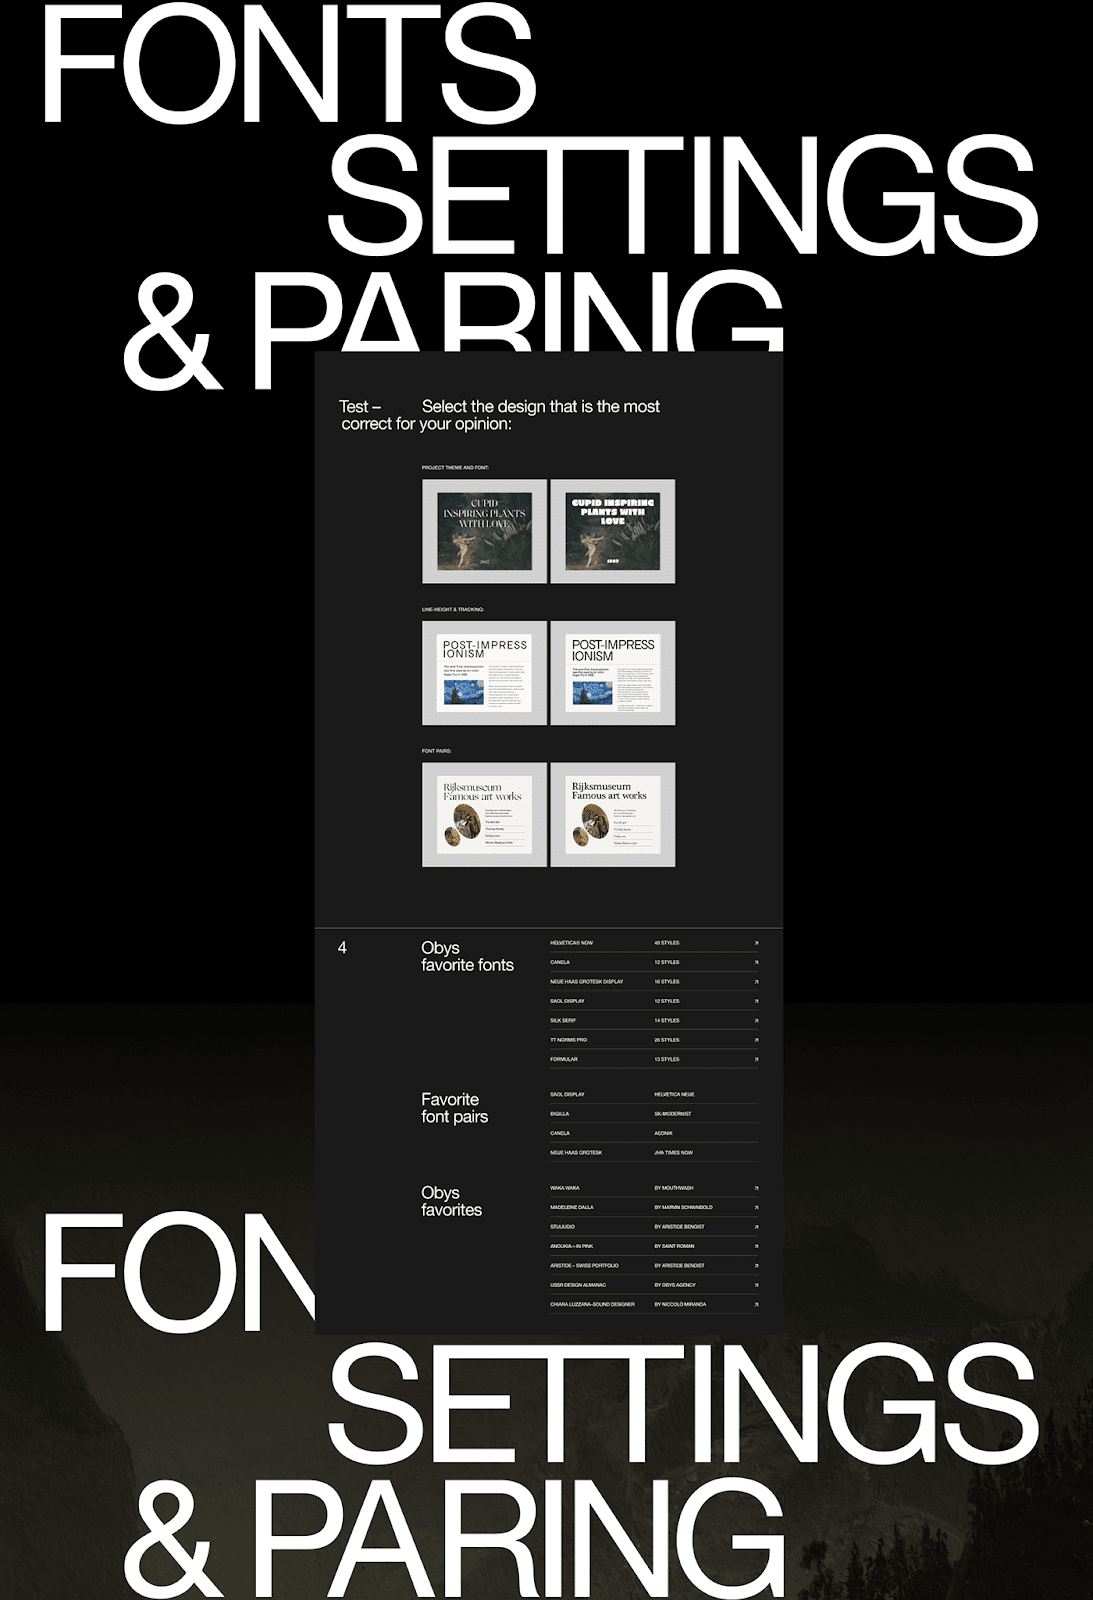 FONTS
SETTINGS
& PARING
Test – Select the design that is the most
correct for your opinion:
PROJECT THEME AND FONT:
CUPID
INSPIRING PLANTS
WITH LOVE
1602
CUPID INSPIRING
PLANTS WITH
LOVE
LINE-HEIGHT & TRACKING:
POST-IMPRESS
IONISM
POST-IMPRESS
IONISM
FONT PAIRS:
Rijksmuseum
Famous art works
Rijksmuseum
Famous art works
4
Obys
favorite fonts
HELVETICA® NOW 48 STYLES
CANELA 12 STYLES
NEUE HAAS GROTESK DISPLAY 16 STYLES
SAOL DISPLAY 12 STYLES
SILK SERIF 14 STYLES
TT NORMS PRO 26 STYLES
FORMULAR 13 STYLES
Favorite
font pairs
SAOL DISPLAY HELVETICA NEUE
BIGILLA SK-MODERNIST
CANELA AEONIK
NEUE HAAS GROTESK JHA TIMES NOW
Obys
favorites
WAKA WAKA BY MOUTHWASH
MADELEINE DALLA BY MARVIN SCHWAIBOLD
STUUUDIO BY ARISTIDE BENOIST
ANOUKIA—IN PINK BY SAINT ROMAN
ARISTIDE – SWISS PORTFOLIO BY ARISTIDE BENOIST
USSR DESIGN ALMANAC BY OBYS AGENCY
CHIARA LUZZANA-SOUND DESIGNER BY NICCOLÒ MIRANDA
FON
SETTINGS
& PARING